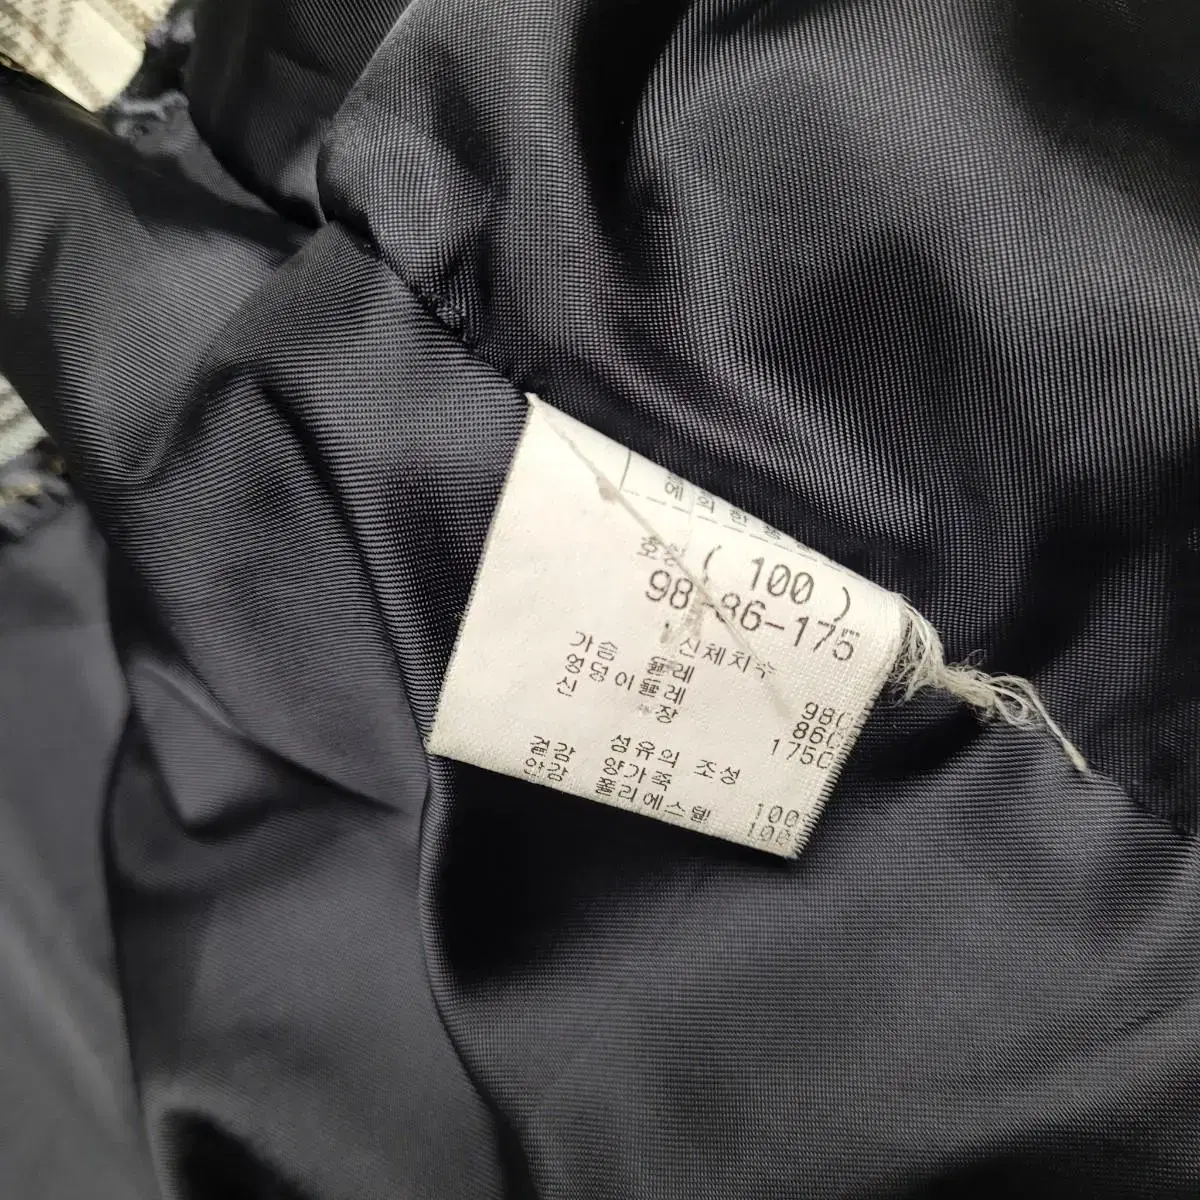 호칭 ( 100 )
98-86-175
신체치수
가슴둘레 980
엉덩이둘레 860
신장 1750
섬유의 조성
겉감 양가죽 100
안감 폴리에스텔 100